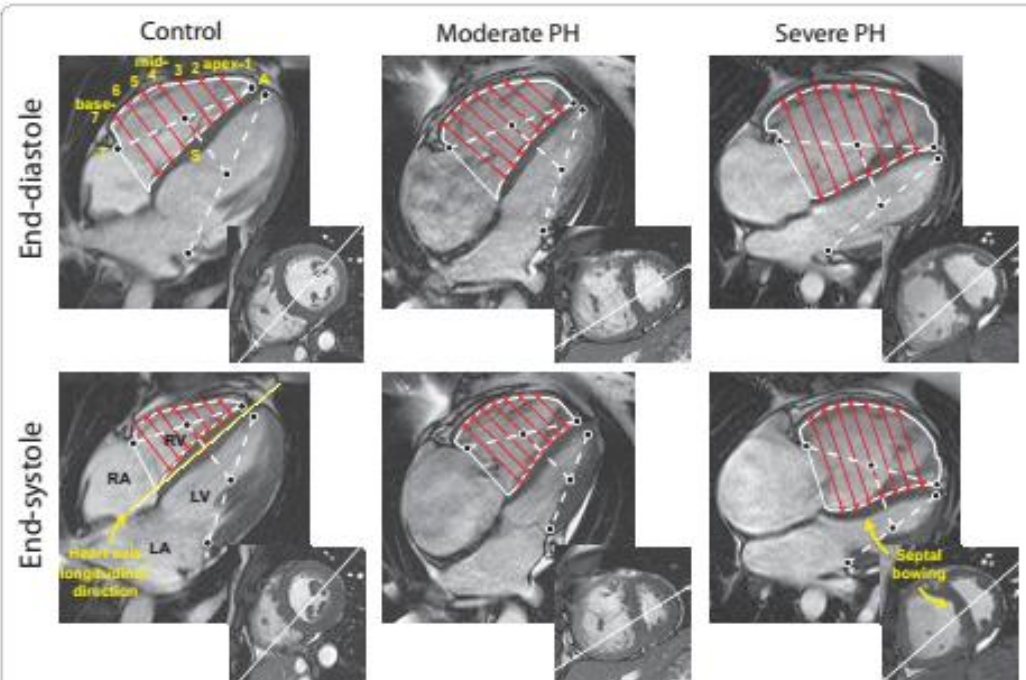 Control
Moderate PH
Severe PH
End-diastole
mid-
4
3
2
apex-1
5
6
base-
7
A
T
S
End-systole
RA
RV
LV
LA
Heart axis
longitudinal
direction
Septal
bowing